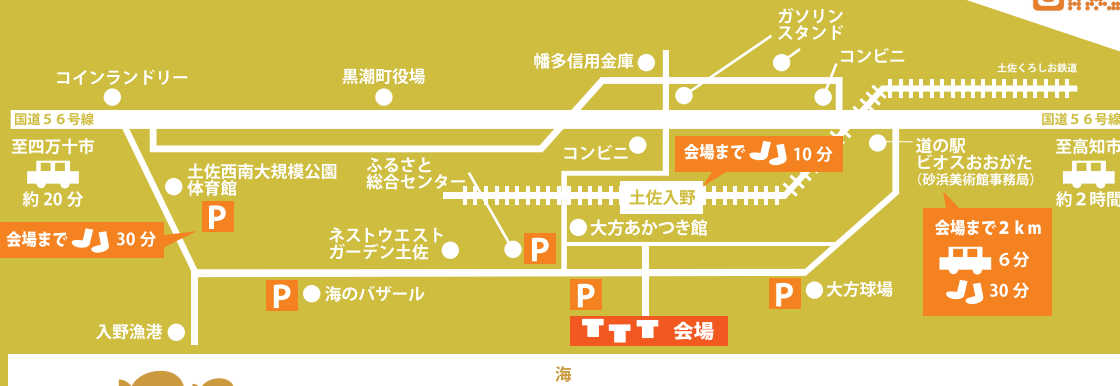 ガソリン
スタンド
幡多信用金庫
コンビニ
土佐くろしお鉄道
コインランドリー
黒潮町役場
国道５６号線
国道５６号線
至四万十市
約 20 分
土佐西南大規模公園
体育館
P
ふるさと
総合センター
コンビニ
会場まで 10 分
道の駅
ビオスおおがた
（砂浜美術館事務局）
至高知市
約２時間
土佐入野
会場まで 30 分
ネストウエスト
ガーデン土佐
P
大方あかつき館
会場まで２km
6 分
30 分
P
海のバザール
P
P
大方球場
入野漁港
会場
海